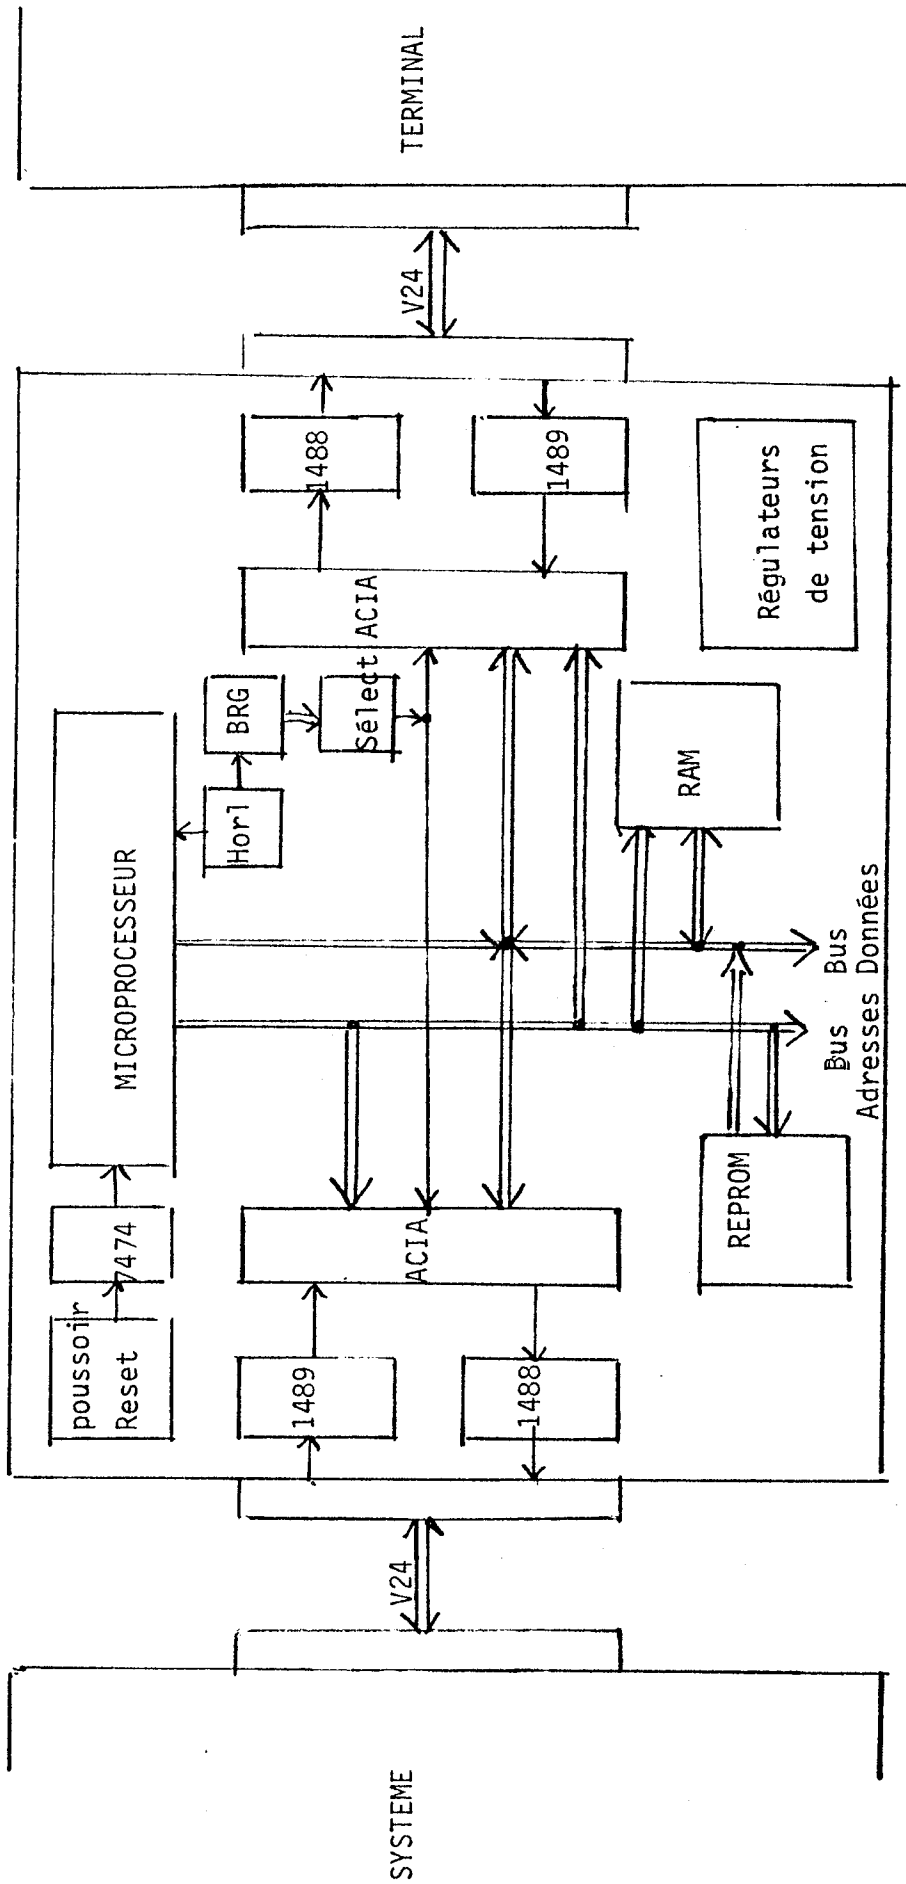 SYSTEME
V24
poussoir
Reset
7474
MICROPROCESSEUR
Horl
BRG
Sélect
1489
1488
ACIA
ACIA
1488
1489
REPROM
RAM
Bus
Adresses
Bus
Données
Régulateurs
de tension
V24
TERMINAL